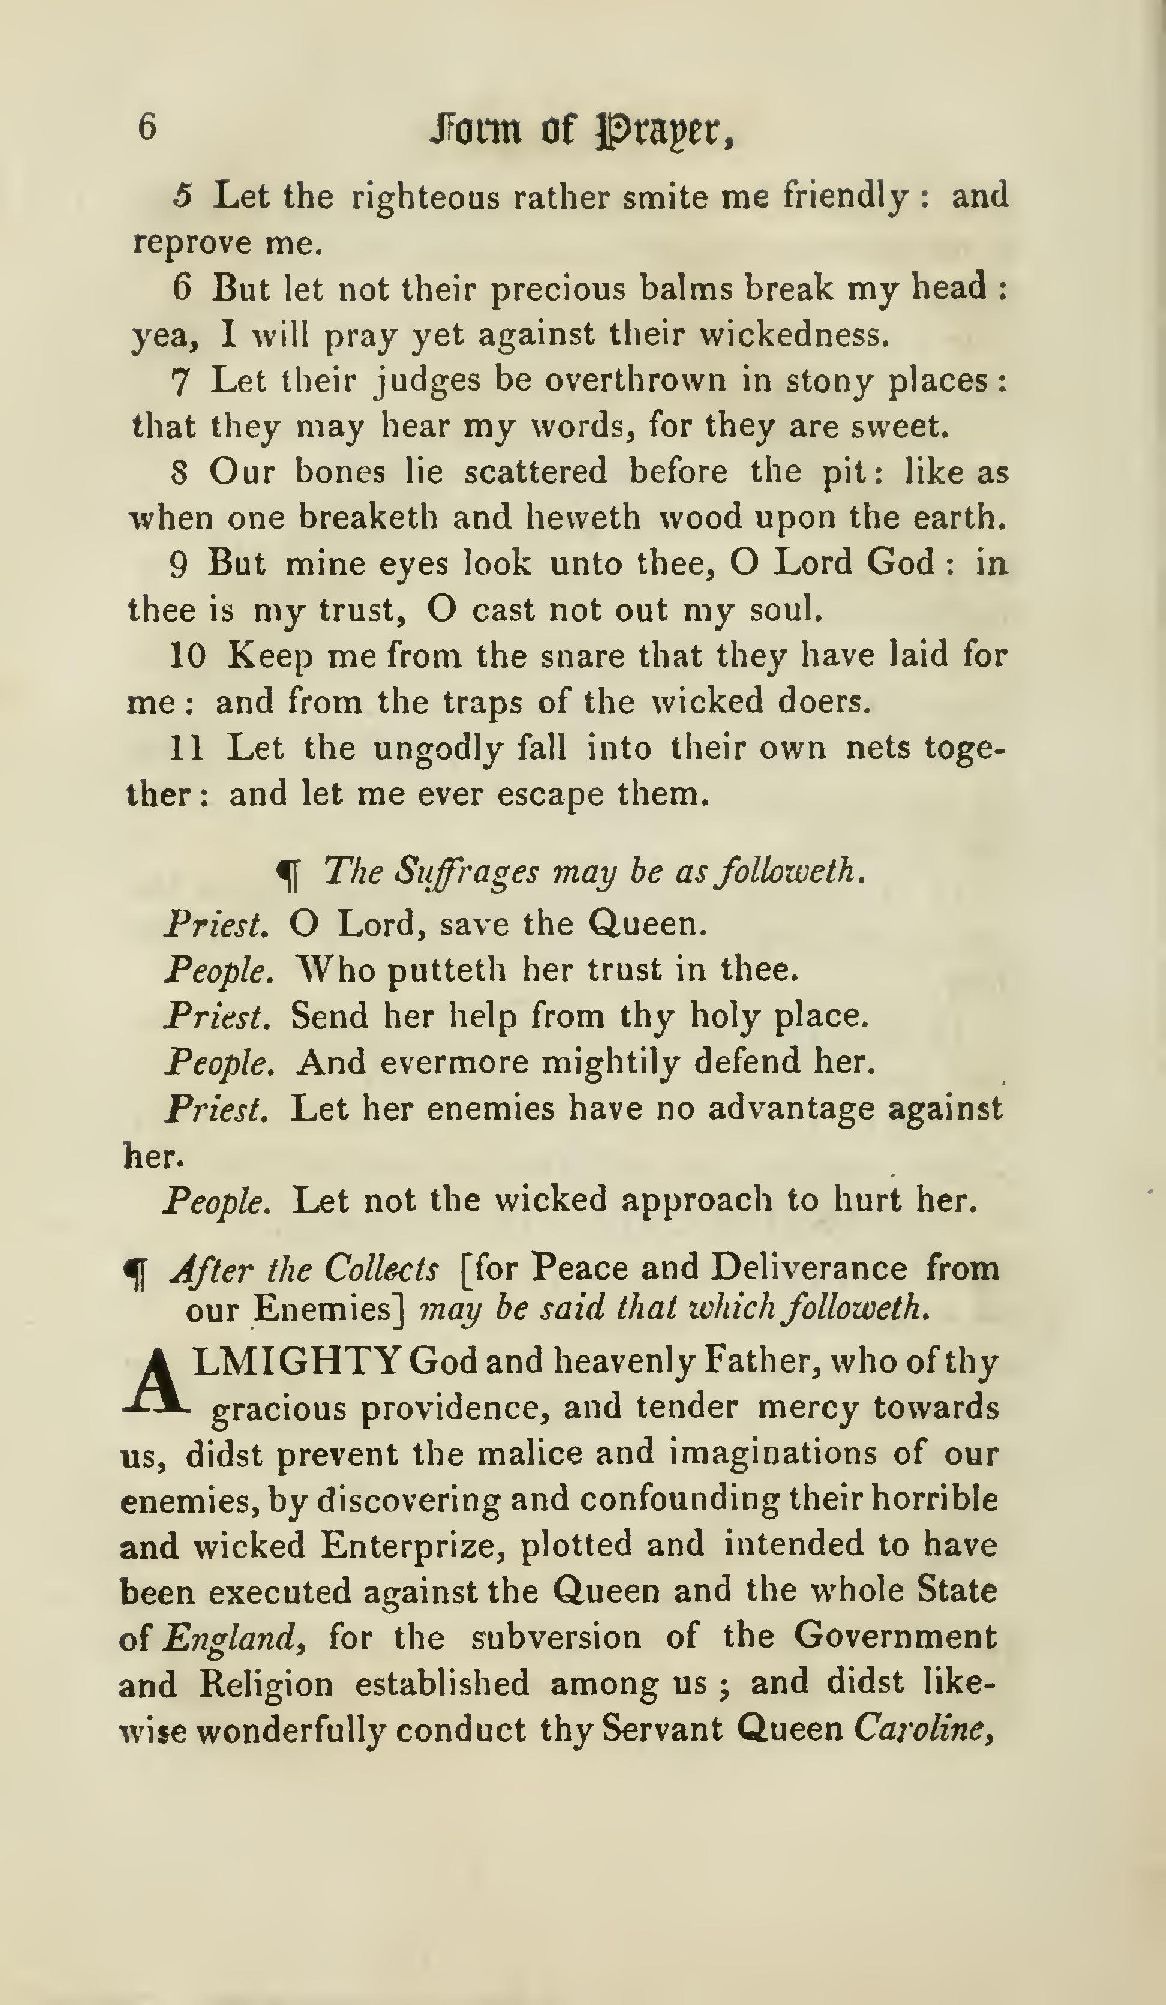 6 Form of Prayer,
5 Let the righteous rather smite me friendly : and
reprove me.
6 But let not their precious balms break my head :
yea, I will pray yet against their wickedness.
7 Let their judges be overthrown in stony places :
that they may hear my words, for they are sweet.
8 Our bones lie scattered before the pit : like as
when one breaketh and heweth wood upon the earth.
9 But mine eyes look unto thee, O Lord God : in
thee is my trust, O cast not out my soul.
10 Keep me from the snare that they have laid for
me : and from the traps of the wicked doers.
11 Let the ungodly fall into their own nets toge-
ther : and let me ever escape them.
¶ The Suffrages may be as followeth.
Priest. O Lord, save the Queen.
People. Who putteth her trust in thee.
Priest. Send her help from thy holy place.
People. And evermore mightily defend her.
Priest. Let her enemies have no advantage against
her.
People. Let not the wicked approach to hurt her.
¶ After the Collects [for Peace and Deliverance from
our Enemies] may be said that which followeth.
ALMIGHTY God and heavenly Father, who of thy
gracious providence, and tender mercy towards
us, didst prevent the malice and imaginations of our
enemies, by discovering and confounding their horrible
and wicked Enterprize, plotted and intended to have
been executed against the Queen and the whole State
of England, for the subversion of the Government
and Religion established among us ; and didst like-
wise wonderfully conduct thy Servant Queen Caroline,